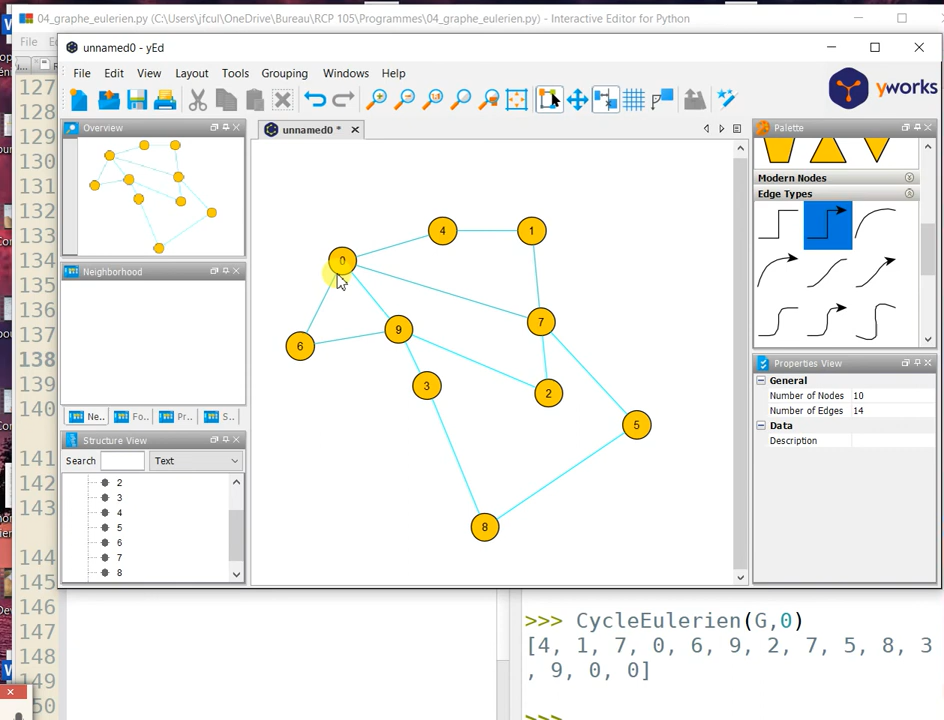 04_graphe_eulerien.py (C:\Users\jfcul\OneDrive\Bureau\RCP 105\Programmes\04_graphe_eulerien.py) - Interactive Editor for Python
File
unnamed0 - yEd
File Edit View Layout Tools Grouping Windows Help
yworks
Overview
unnamed0 *
Palette
Modern Nodes
Edge Types
Neighborhood
Ne.. Fo.. Pr.. S..
Structure View
Search Text
2
3
4
5
6
7
8
0
4
1
6
9
7
3
2
5
8
Properties View
General
Number of Nodes 10
Number of Edges 14
Data
Description
127
128
129
130
131
132
133
134
135
136
137
138
139
140
141
142
143
144
145
146
147
148
149
150
>>> CycleEulerien(G,0)
[4, 1, 7, 0, 6, 9, 2, 7, 5, 8, 3
, 9, 0, 0]
>>>